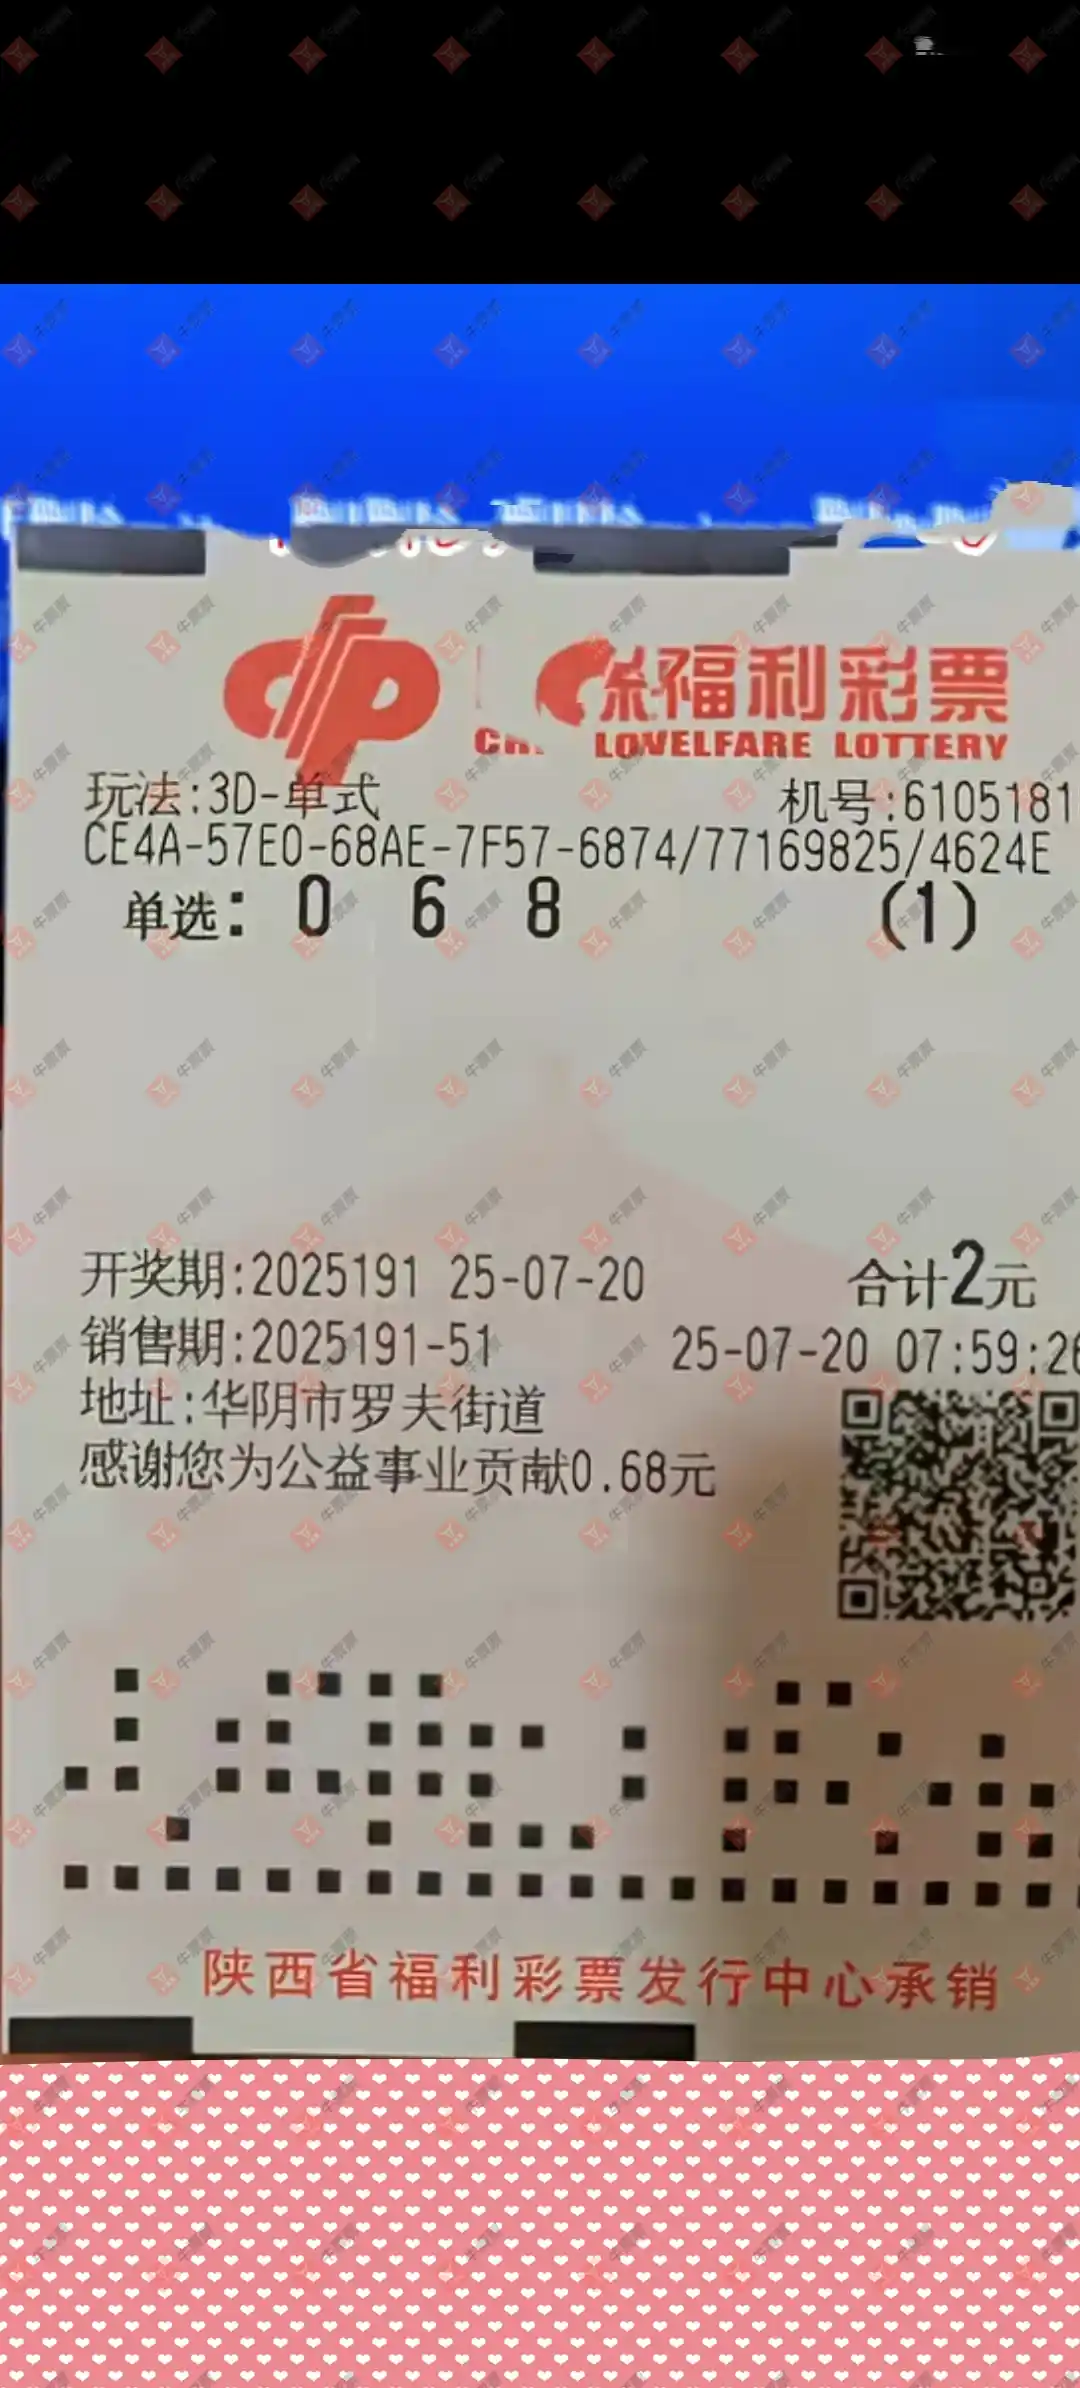 福利彩票
LOVELFARE LOTTERY
玩法:3D-单式 机号:6105181
CE4A-57E0-68AE-7F57-6874/77169825/4624E
单选: 0 6 8 (1)
开奖期:2025191 25-07-20 合计2元
销售期:2025191-51 25-07-20 07:59:26
地址:华阴市罗夫街道
感谢您为公益事业贡献0.68元
陕西省福利彩票发行中心承销
牛票票